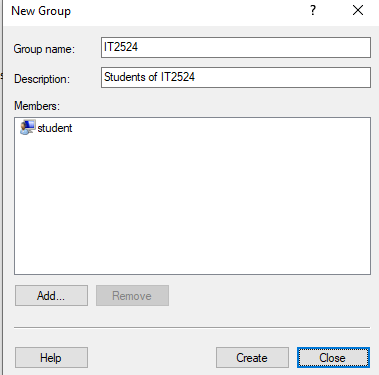 New Group
?
Group name: IT2524
Description: Students of IT2524
Members:
student
Add... Remove
Help Create Close